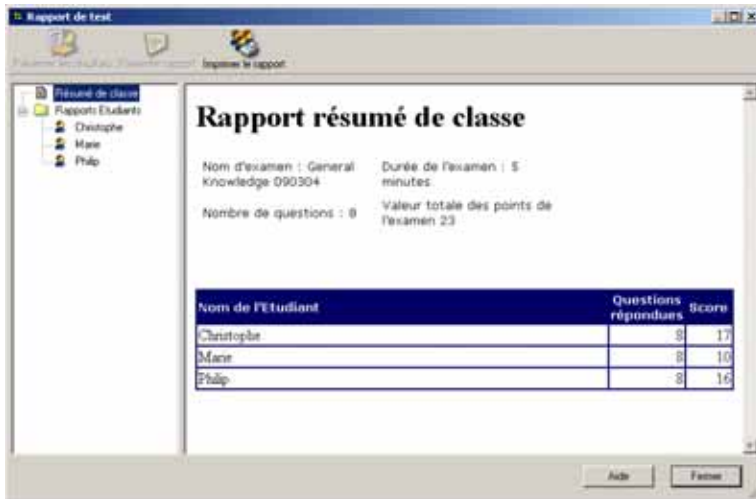 Rapport de test
Imprimer le rapport
Résumé de classe
Rapports Etudiants
Christophe
Marie
Philip
Rapport résumé de classe
Nom d'examen : General
Knowledge 090304
Durée de l'examen : 5
minutes
Nombre de questions : 8
Valeur totale des points de
l'examen 23
Nom de l'Etudiant Questions répondues Score
Christophe 8 17
Marie 8 10
Philip 8 16
Aide Fermer